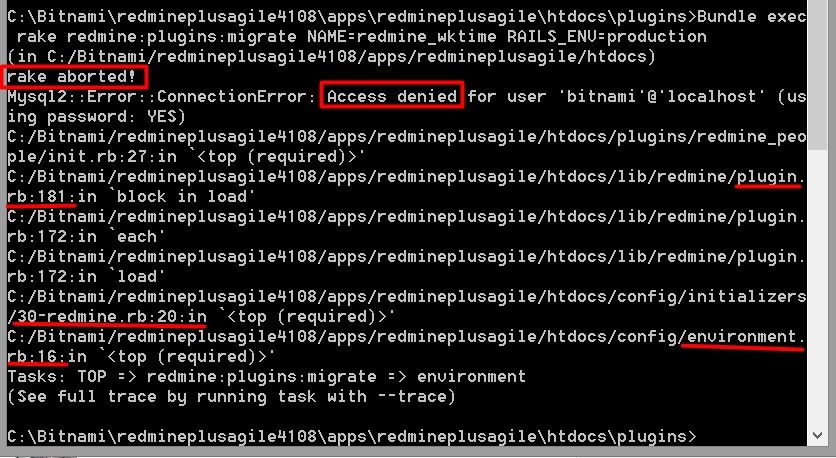 C:\Bitnami\redmineplusagile4108\apps\redmineplusagile\htdocs\plugins>Bundle exec
 rake redmine:plugins:migrate NAME=redmine_wktime RAILS_ENV=production
(in C:/Bitnami/redmineplusagile4108/apps/redmineplusagile/htdocs)
rake aborted!
Mysql2::Error::ConnectionError: Access denied for user 'bitnami'@'localhost' (us
ing password: YES)
C:/Bitnami/redmineplusagile4108/apps/redmineplusagile/htdocs/plugins/redmine_peo
ple/init.rb:27:in `<top (required)>'
C:/Bitnami/redmineplusagile4108/apps/redmineplusagile/htdocs/lib/redmine/plugin.
rb:181:in `block in load'
C:/Bitnami/redmineplusagile4108/apps/redmineplusagile/htdocs/lib/redmine/plugin.
rb:172:in `each'
C:/Bitnami/redmineplusagile4108/apps/redmineplusagile/htdocs/lib/redmine/plugin.
rb:172:in `load'
C:/Bitnami/redmineplusagile4108/apps/redmineplusagile/htdocs/config/initializers
/30-redmine.rb:20:in `<top (required)>'
C:/Bitnami/redmineplusagile4108/apps/redmineplusagile/htdocs/config/environment.
rb:16:in `<top (required)>'
Tasks: TOP => redmine:plugins:migrate => environment
(See full trace by running task with --trace)
C:\Bitnami\redmineplusagile4108\apps\redmineplusagile\htdocs\plugins>